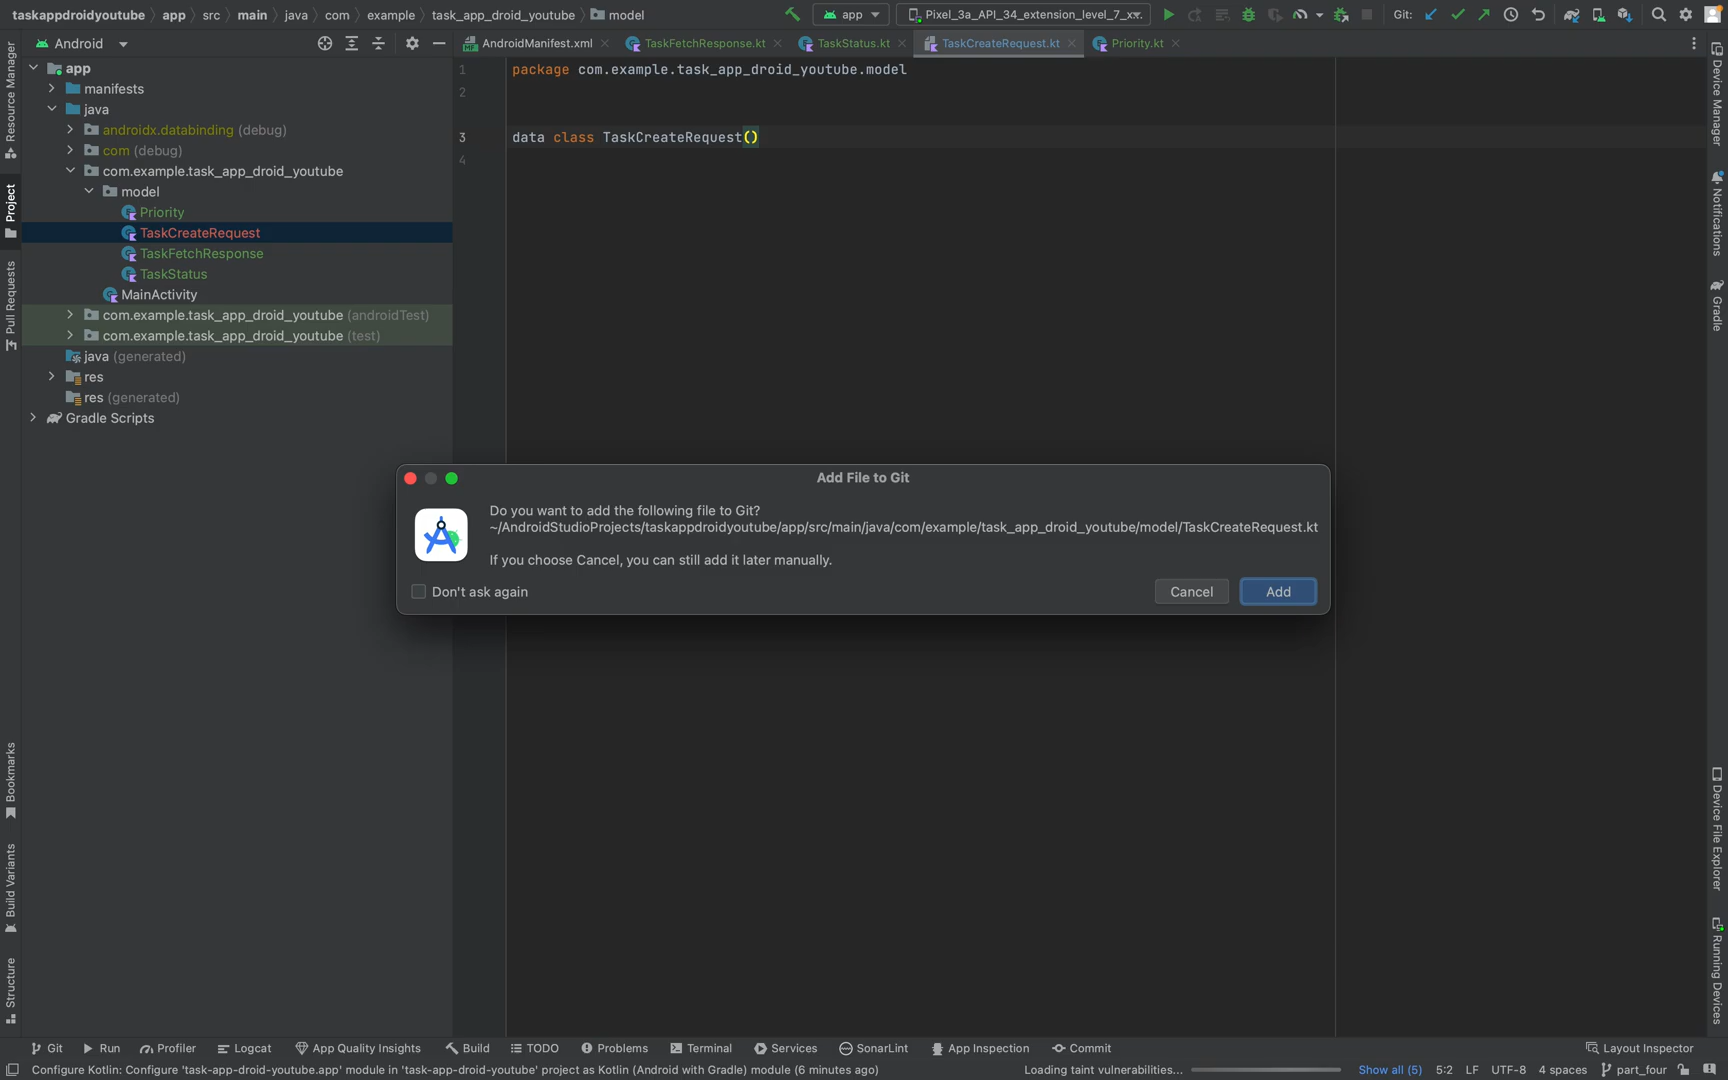 taskappdroidyoutube app src main java com example task_app_droid_youtube model
app
Pixel_3a_API_34_extension_level_7_x
Git:
Android
AndroidManifest.xml
TaskFetchResponse.kt
TaskStatus.kt
TaskCreateRequest.kt
Priority.kt
app
manifests
java
androidx.databinding (debug)
com (debug)
com.example.task_app_droid_youtube
model
Priority
TaskCreateRequest
TaskFetchResponse
TaskStatus
MainActivity
com.example.task_app_droid_youtube (androidTest)
com.example.task_app_droid_youtube (test)
java (generated)
res
res (generated)
Gradle Scripts
1 package com.example.task_app_droid_youtube.model
2
3 data class TaskCreateRequest()
4
Add File to Git
Do you want to add the following file to Git?
~/AndroidStudioProjects/taskappdroidyoutube/app/src/main/java/com/example/task_app_droid_youtube/model/TaskCreateRequest.kt
If you choose Cancel, you can still add it later manually.
Don't ask again
Cancel
Add
Resource Manager
Project
Pull Requests
Bookmarks
Build Variants
Structure
Device Manager
Notifications
Gradle
Device File Explorer
Running Devices
Git Run Profiler Logcat App Quality Insights Build TODO Problems Terminal Services SonarLint App Inspection Commit Layout Inspector
Configure Kotlin: Configure 'task-app-droid-youtube.app' module in 'task-app-droid-youtube' project as Kotlin (Android with Gradle) module (6 minutes ago)
Loading taint vulnerabilities... Show all (5) 5:2 LF UTF-8 4 spaces part_four